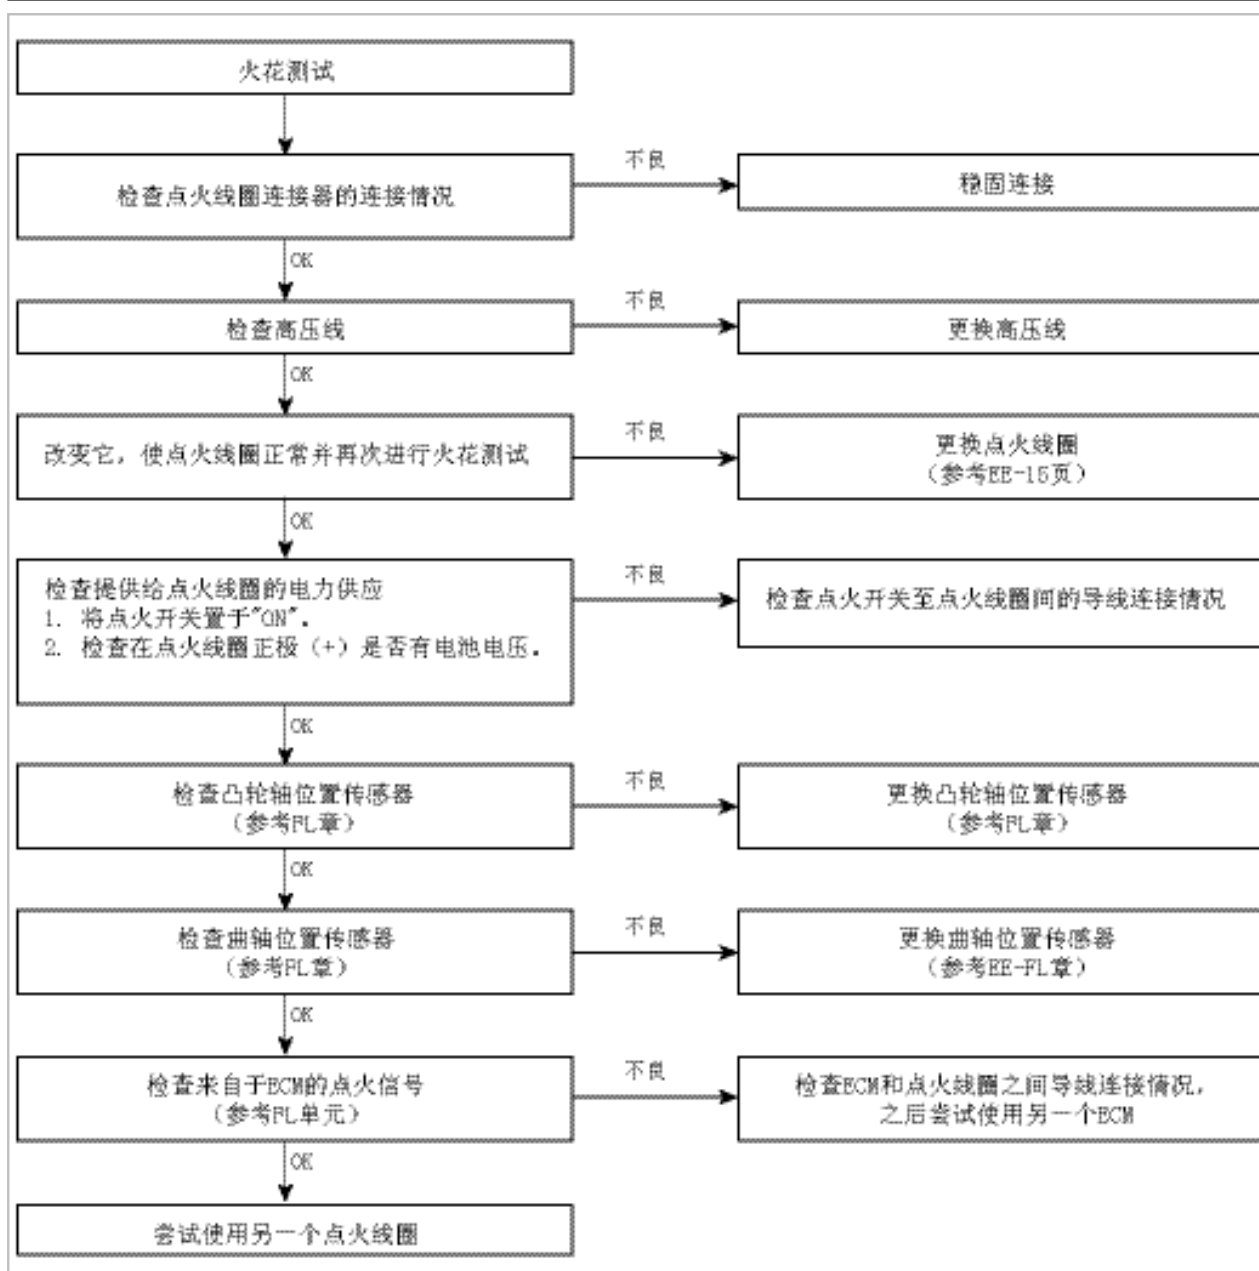 火花测试
不良
检查点火线圈连接器的连接情况
稳固连接
OK
不良
检查高压线
更换高压线
OK
不良
改变它，使点火线圈正常并再次进行火花测试
更换点火线圈
（参考EE-15页）
OK
不良
检查提供给点火线圈的电力供应
1. 将点火开关置于"ON"。
2. 检查在点火线圈正极（+）是否有电池电压。
检查点火开关至点火线圈间的导线连接情况
OK
不良
检查凸轮轴位置传感器
（参考FL章）
更换凸轮轴位置传感器
（参考FL章）
OK
不良
检查曲轴位置传感器
（参考FL章）
更换曲轴位置传感器
（参考EE-FL章）
OK
不良
检查来自于ECM的点火信号
（参考FL单元）
检查ECM和点火线圈之间导线连接情况，
之后尝试使用另一个ECM
OK
尝试使用另一个点火线圈